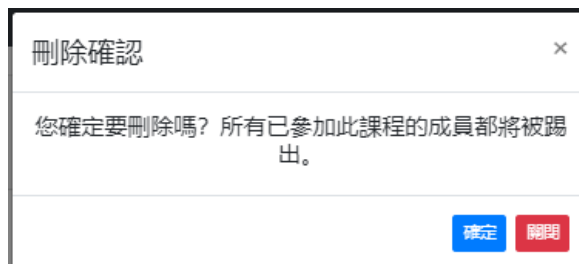 刪除確認
×
您確定要刪除嗎？所有已參加此課程的成員都將被踢
出。
確定 關閉